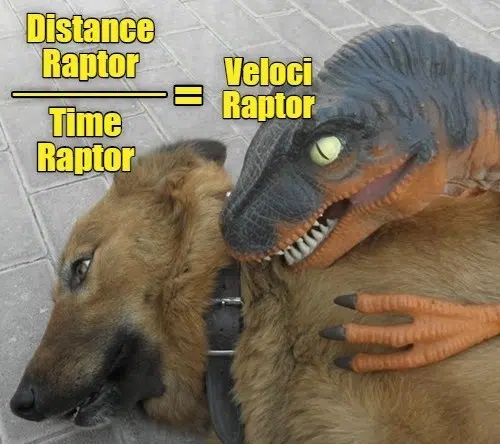 Distance
Raptor
Time
Raptor
=
Veloci
Raptor